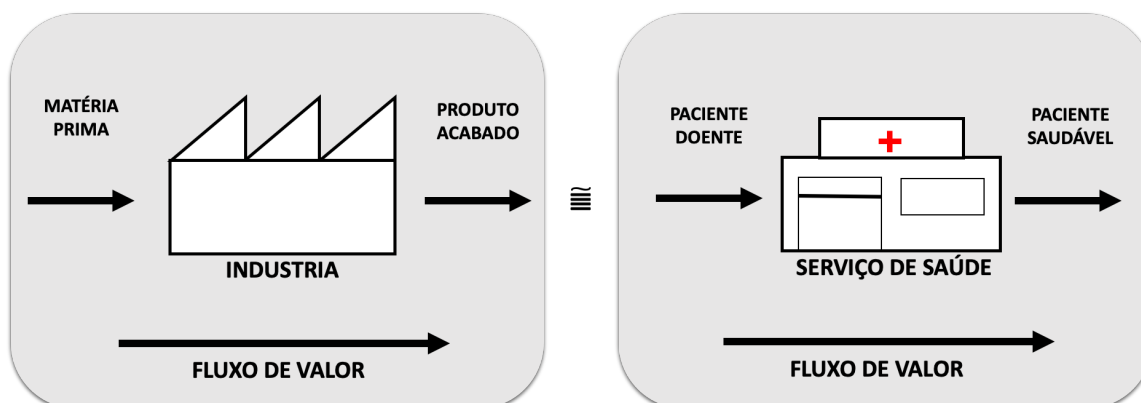 MATÉRIA
PRIMA
PRODUTO
ACABADO
INDUSTRIA
FLUXO DE VALOR
≊
PACIENTE
DOENTE
PACIENTE
SAUDÁVEL
SERVIÇO DE SAÚDE
FLUXO DE VALOR